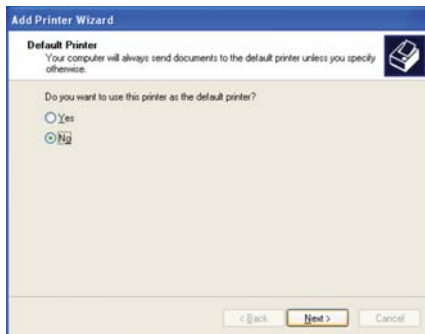 Add Printer Wizard
Default Printer
Your computer will always send documents to the default printer unless you specify
otherwise.
Do you want to use this printer as the default printer?
Yes
No
< Back Next > Cancel